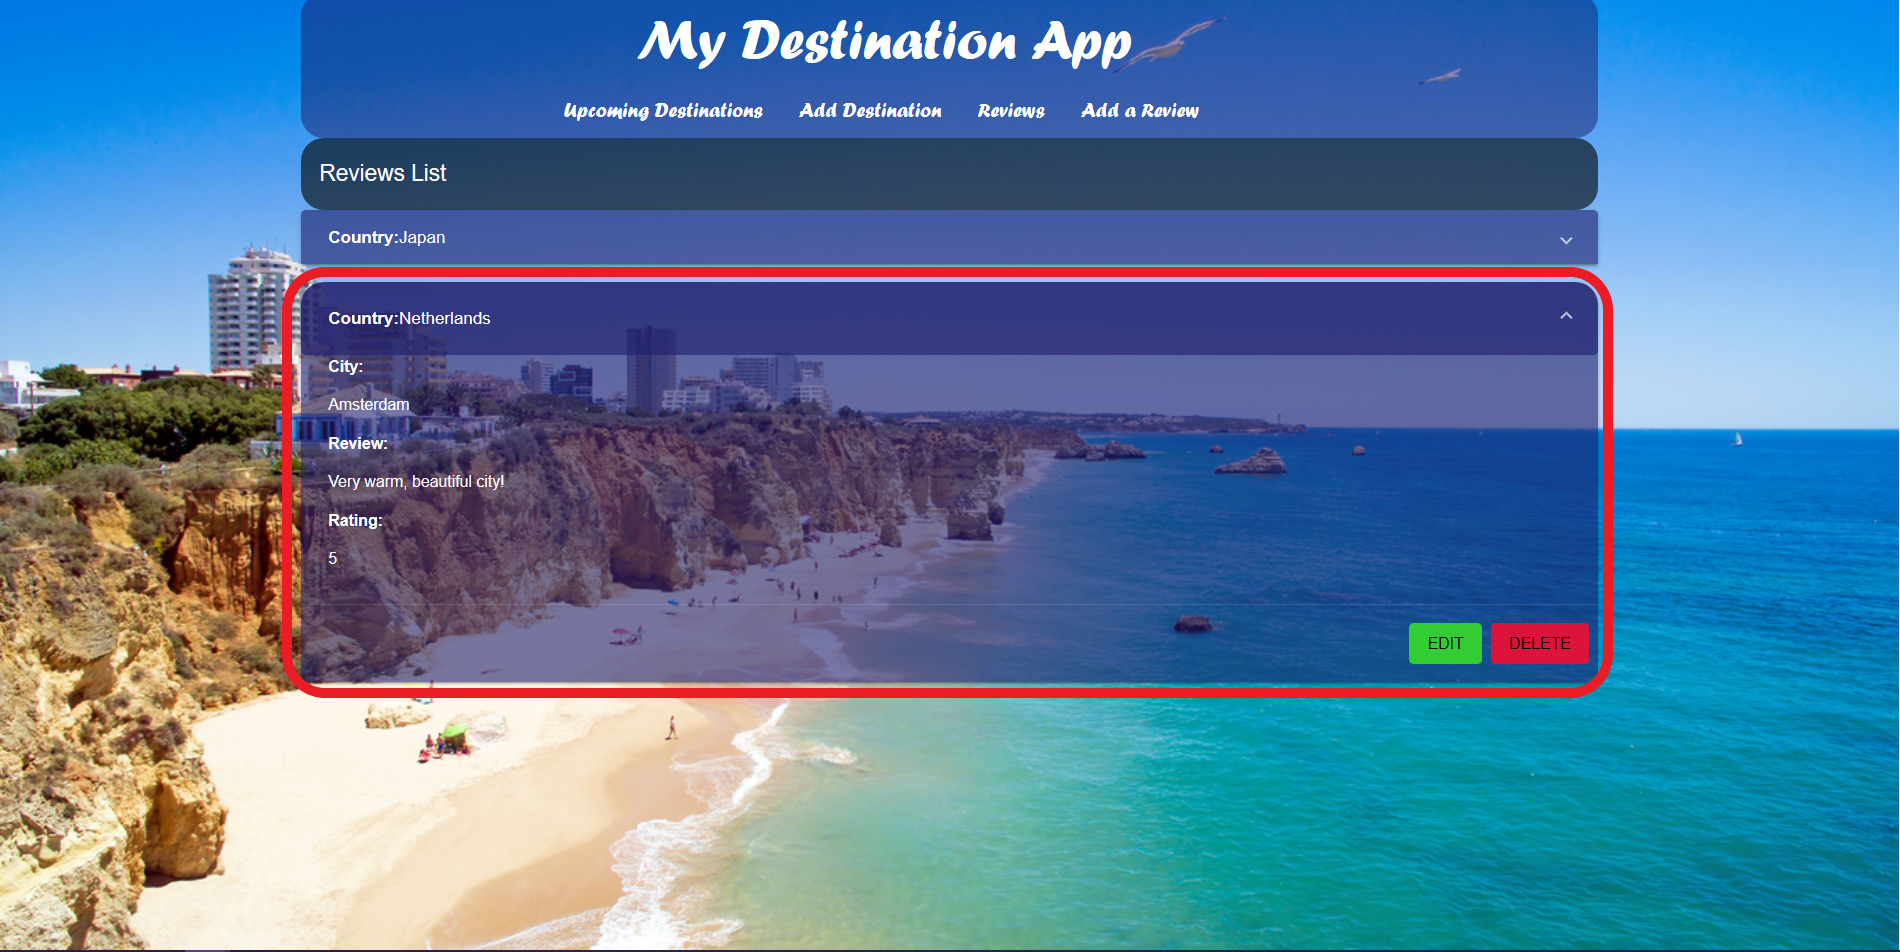 My Destination App
Upcoming Destinations Add Destination Reviews Add a Review
Reviews List
Country:Japan
Country:Netherlands
City:
Amsterdam
Review:
Very warm, beautiful city!
Rating:
5
EDIT DELETE